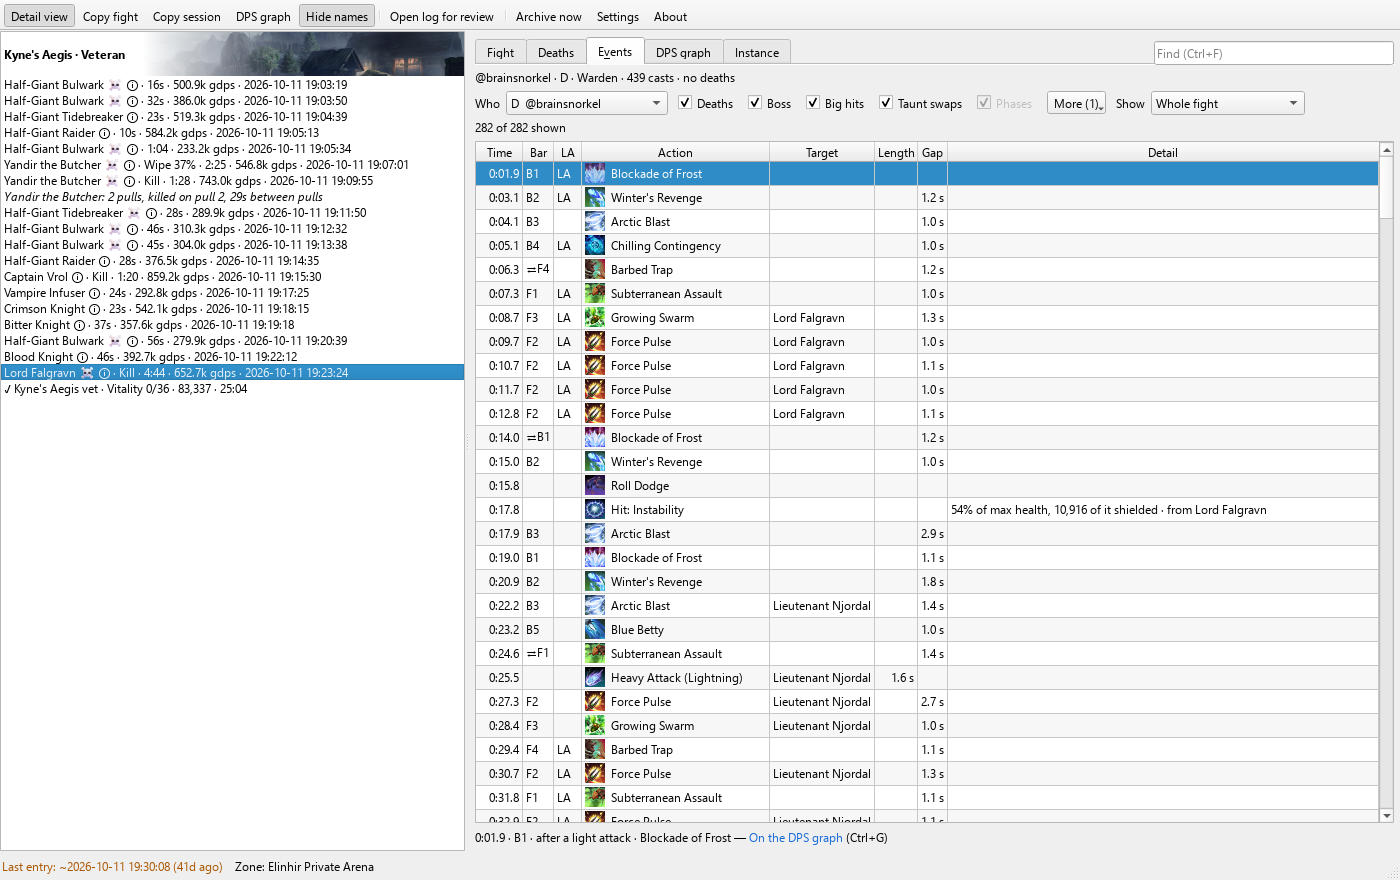 Detail view Copy fight Copy session DPS graph Hide names Open log for review Archive now Settings About
Kyne's Aegis · Veteran
Half-Giant Bulwark ☠ ⓘ · 16s · 500.9k gdps · 2026-10-11 19:03:19
Half-Giant Bulwark ☠ ⓘ · 32s · 386.0k gdps · 2026-10-11 19:03:50
Half-Giant Tidebreaker ☠ ⓘ · 23s · 519.3k gdps · 2026-10-11 19:04:39
Half-Giant Raider ⓘ · 10s · 584.2k gdps · 2026-10-11 19:05:13
Half-Giant Bulwark ☠ ⓘ · 1:04 · 233.2k gdps · 2026-10-11 19:05:34
Yandir the Butcher ☠ ⓘ · Wipe 37% · 2:25 · 546.8k gdps · 2026-10-11 19:07:01
Yandir the Butcher ☠ ⓘ · Kill · 1:28 · 743.0k gdps · 2026-10-11 19:09:55
Yandir the Butcher: 2 pulls, killed on pull 2, 29s between pulls
Half-Giant Tidebreaker ☠ ⓘ · 28s · 289.9k gdps · 2026-10-11 19:11:50
Half-Giant Bulwark ☠ ⓘ · 46s · 310.3k gdps · 2026-10-11 19:12:32
Half-Giant Bulwark ☠ ⓘ · 45s · 304.0k gdps · 2026-10-11 19:13:38
Half-Giant Raider ⓘ · 28s · 376.5k gdps · 2026-10-11 19:14:35
Captain Vrol ⓘ · Kill · 1:20 · 859.2k gdps · 2026-10-11 19:15:30
Vampire Infuser ⓘ · 24s · 292.8k gdps · 2026-10-11 19:17:25
Crimson Knight ⓘ · 23s · 542.1k gdps · 2026-10-11 19:18:15
Bitter Knight ⓘ · 37s · 357.6k gdps · 2026-10-11 19:19:18
Half-Giant Bulwark ☠ ⓘ · 56s · 279.9k gdps · 2026-10-11 19:20:39
Blood Knight ⓘ · 46s · 392.7k gdps · 2026-10-11 19:22:12
Lord Falgravn ☠ ⓘ · Kill · 4:44 · 652.7k gdps · 2026-10-11 19:23:24
✓ Kyne's Aegis vet · Vitality 0/36 · 83,337 · 25:04
Fight Deaths Events DPS graph Instance
Find (Ctrl+F)
@brainsnorkel · D · Warden · 439 casts · no deaths
Who D @brainsnorkel Deaths Boss Big hits Taunt swaps Phases More (1) Show Whole fight
282 of 282 shown
Time Bar LA Action Target Length Gap Detail
0:01.9 B1 LA Blockade of Frost
0:03.1 B2 LA Winter's Revenge 1.2 s
0:04.1 B3 Arctic Blast 1.0 s
0:05.1 B4 LA Chilling Contingency 1.0 s
0:06.3 ⇌F4 Barbed Trap 1.2 s
0:07.3 F1 LA Subterranean Assault 1.0 s
0:08.7 F3 LA Growing Swarm Lord Falgravn 1.3 s
0:09.7 F2 LA Force Pulse Lord Falgravn 1.0 s
0:10.7 F2 LA Force Pulse Lord Falgravn 1.1 s
0:11.7 F2 LA Force Pulse Lord Falgravn 1.0 s
0:12.8 F2 LA Force Pulse Lord Falgravn 1.1 s
0:14.0 ⇌B1 Blockade of Frost 1.2 s
0:15.0 B2 Winter's Revenge 1.0 s
0:15.8 Roll Dodge
0:17.8 Hit: Instability 54% of max health, 10,916 of it shielded · from Lord Falgravn
0:17.9 B3 Arctic Blast 2.9 s
0:19.0 B1 Blockade of Frost 1.1 s
0:20.9 B2 Winter's Revenge 1.8 s
0:22.2 B3 Arctic Blast Lieutenant Njordal 1.4 s
0:23.2 B5 Blue Betty 1.0 s
0:24.6 ⇌F1 Subterranean Assault 1.4 s
0:25.5 Heavy Attack (Lightning) Lieutenant Njordal 1.6 s
0:27.3 F2 Force Pulse Lieutenant Njordal 2.7 s
0:28.4 F3 Growing Swarm Lieutenant Njordal 1.0 s
0:29.4 F4 LA Barbed Trap 1.1 s
0:30.7 F2 LA Force Pulse Lieutenant Njordal 1.3 s
0:31.8 F1 LA Subterranean Assault 1.1 s
0:32.9 F2 LA Force Pulse Lieutenant Njordal 1.1 s
0:01.9 · B1 · after a light attack · Blockade of Frost — On the DPS graph (Ctrl+G)
Last entry: ~2026-10-11 19:30:08 (41d ago) Zone: Elinhir Private Arena